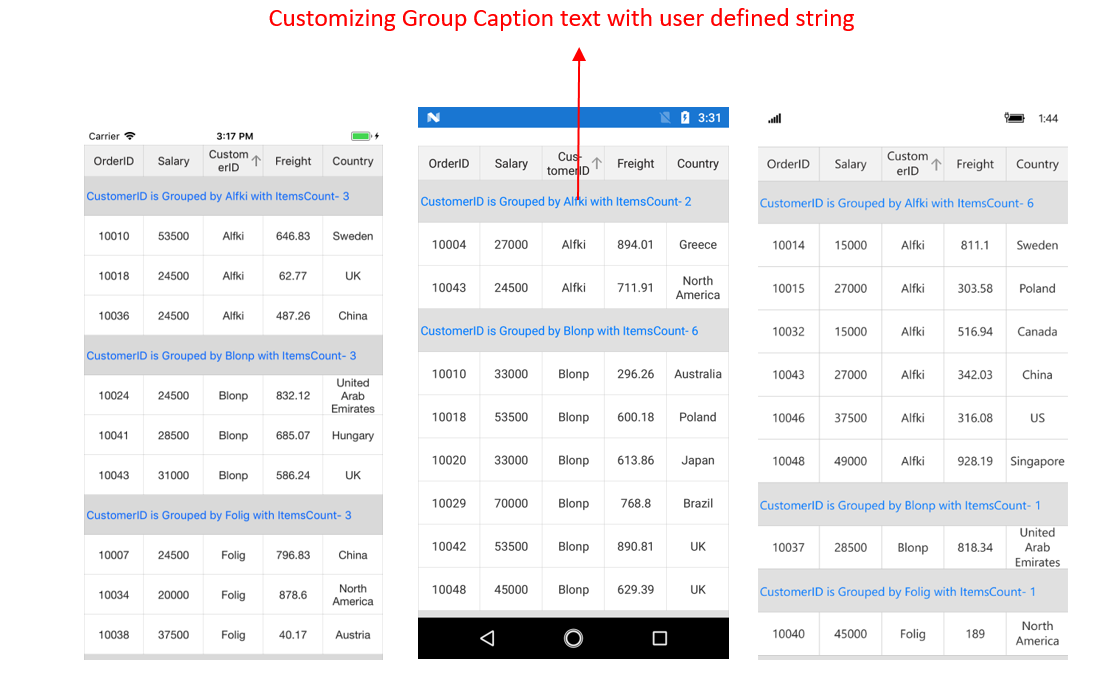 Customizing Group Caption text with user defined string
Carrier 3:17 PM
OrderID Salary Custom erID Freight Country
CustomerID is Grouped by Alfki with ItemsCount- 3
10010 53500 Alfki 646.83 Sweden
10018 24500 Alfki 62.77 UK
10036 24500 Alfki 487.26 China
CustomerID is Grouped by Blonp with ItemsCount- 3
10024 24500 Blonp 832.12 United Arab Emirates
10041 28500 Blonp 685.07 Hungary
10043 31000 Blonp 586.24 UK
CustomerID is Grouped by Folig with ItemsCount- 3
10007 24500 Folig 796.83 China
10034 20000 Folig 878.6 North America
10038 37500 Folig 40.17 Austria
3:31
OrderID Salary Cus- tomerID Freight Country
CustomerID is Grouped by Alfki with ItemsCount- 2
10004 27000 Alfki 894.01 Greece
10043 24500 Alfki 711.91 North America
CustomerID is Grouped by Blonp with ItemsCount- 6
10010 33000 Blonp 296.26 Australia
10018 53500 Blonp 600.18 Poland
10020 33000 Blonp 613.86 Japan
10029 70000 Blonp 768.8 Brazil
10042 53500 Blonp 890.81 UK
10048 45000 Blonp 629.39 UK
1:44
OrderID Salary Custom erID Freight Country
CustomerID is Grouped by Alfki with ItemsCount- 6
10014 15000 Alfki 811.1 Sweden
10015 27000 Alfki 303.58 Poland
10032 15000 Alfki 516.94 Canada
10043 27000 Alfki 342.03 China
10046 37500 Alfki 316.08 US
10048 49000 Alfki 928.19 Singapore
CustomerID is Grouped by Blonp with ItemsCount- 1
10037 28500 Blonp 818.34 United Arab Emirates
CustomerID is Grouped by Folig with ItemsCount- 1
10040 45000 Folig 189 North America